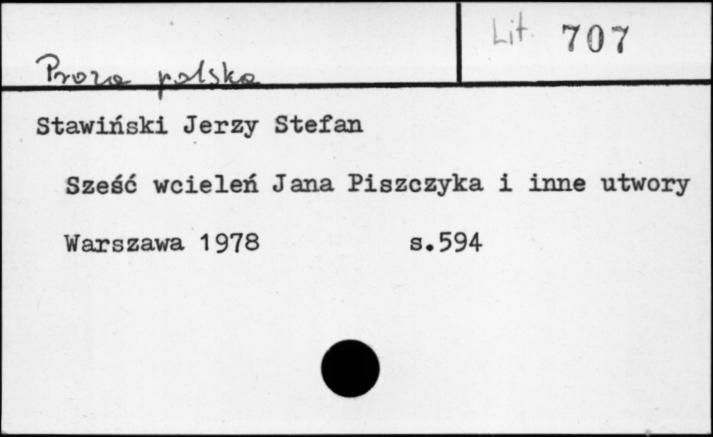 Lit. 707
Proza polska
Stawiński Jerzy Stefan
Sześć wcieleń Jana Piszczyka i inne utwory
Warszawa 1978 s.594